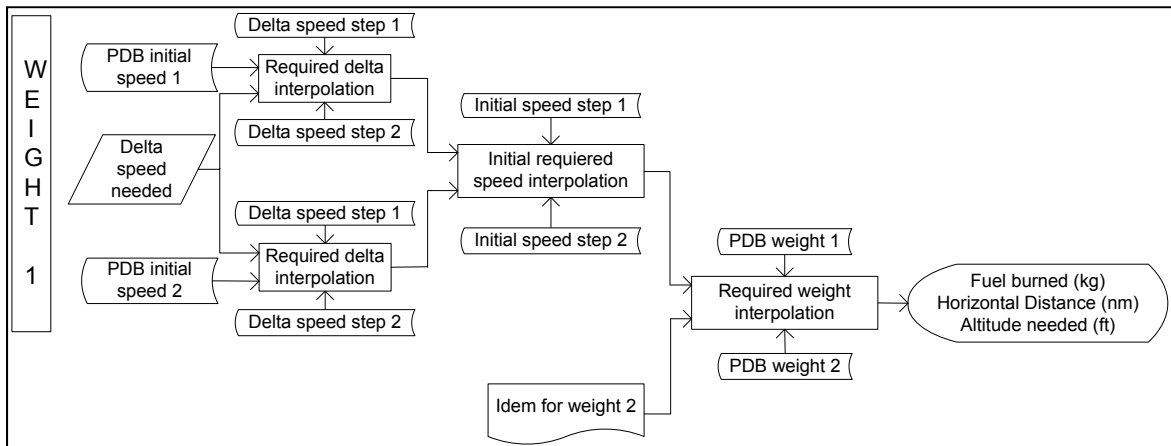 WEIGHT 1
Delta speed step 1
PDB initial
speed 1
Required delta
interpolation
Delta speed step 2
Delta
speed
needed
Delta speed step 1
PDB initial
speed 2
Required delta
interpolation
Delta speed step 2
Initial speed step 1
Initial requiered
speed interpolation
Initial speed step 2
PDB weight 1
Required weight
interpolation
PDB weight 2
Idem for weight 2
Fuel burned (kg)
Horizontal Distance (nm)
Altitude needed (ft)